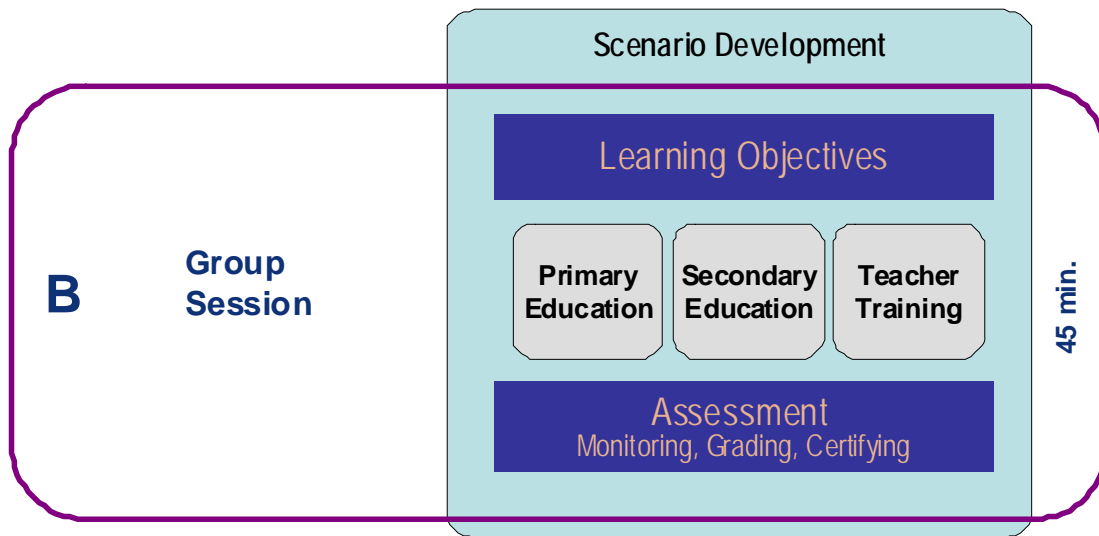 Scenario Development
Learning Objectives
B
Group
Session
Primary
Education
Secondary
Education
Teacher
Training
45 min.
Assessment
Monitoring, Grading, Certifying